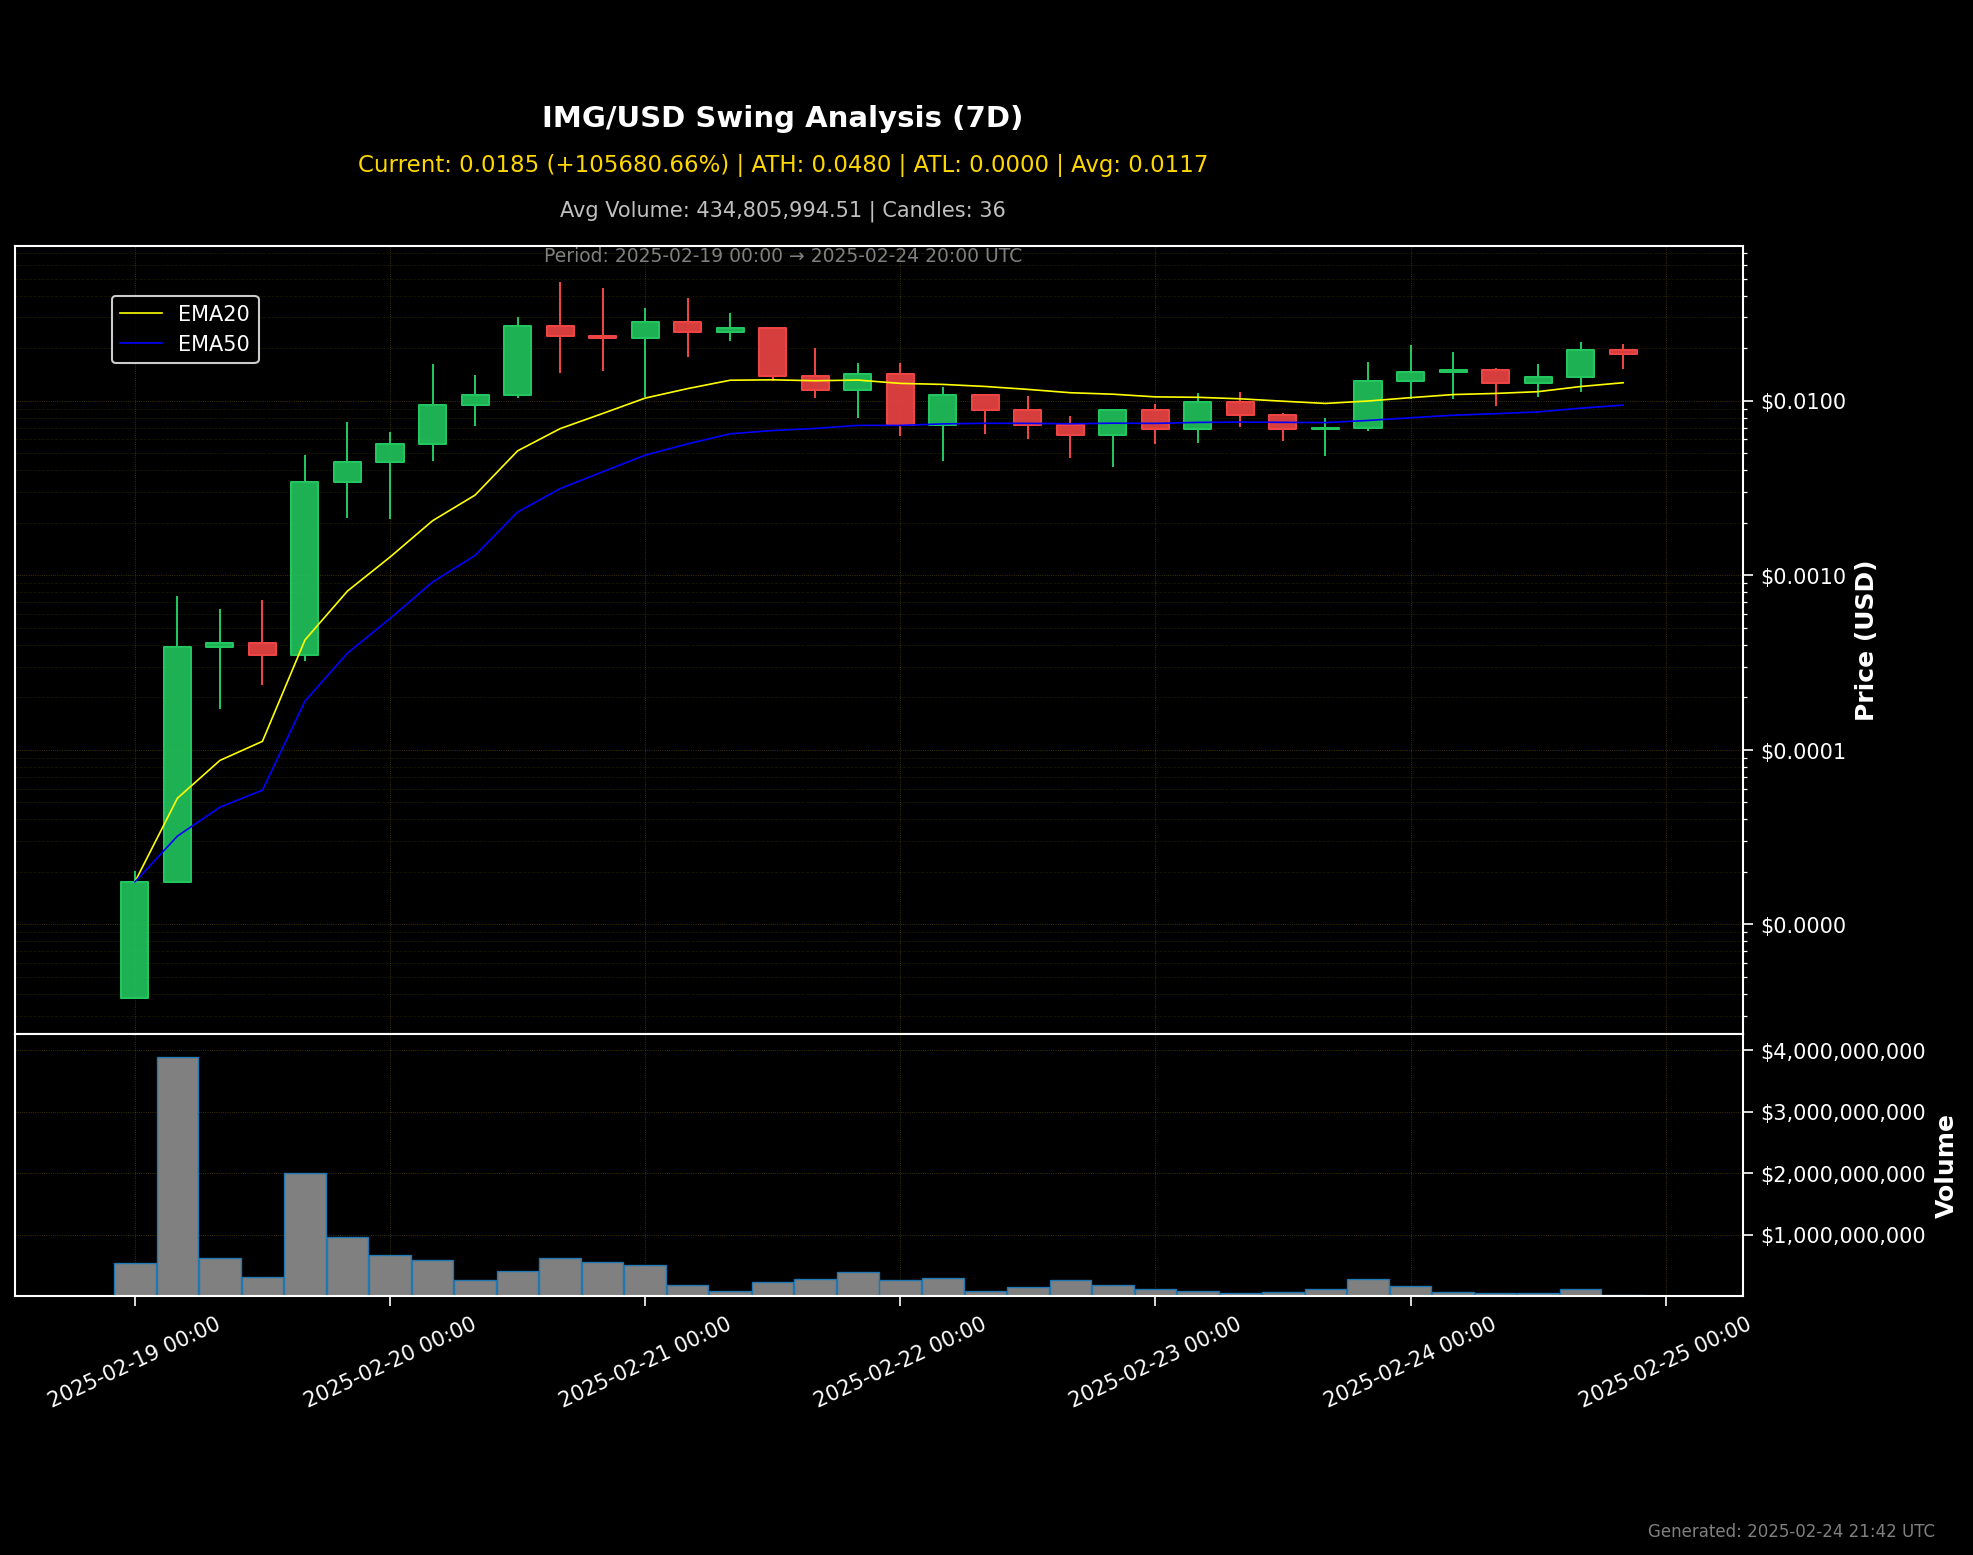 IMG/USD Swing Analysis (7D)
Current: 0.0185 (+105680.66%) | ATH: 0.0480 | ATL: 0.0000 | Avg: 0.0117
Avg Volume: 434,805,994.51 | Candles: 36
Period: 2025-02-19 00:00 → 2025-02-24 20:00 UTC
EMA20
EMA50
$0.0100
$0.0010
$0.0001
$0.0000
Price (USD)
$4,000,000,000
$3,000,000,000
$2,000,000,000
$1,000,000,000
Volume
2025-02-19 00:00
2025-02-20 00:00
2025-02-21 00:00
2025-02-22 00:00
2025-02-23 00:00
2025-02-24 00:00
2025-02-25 00:00
Generated: 2025-02-24 21:42 UTC